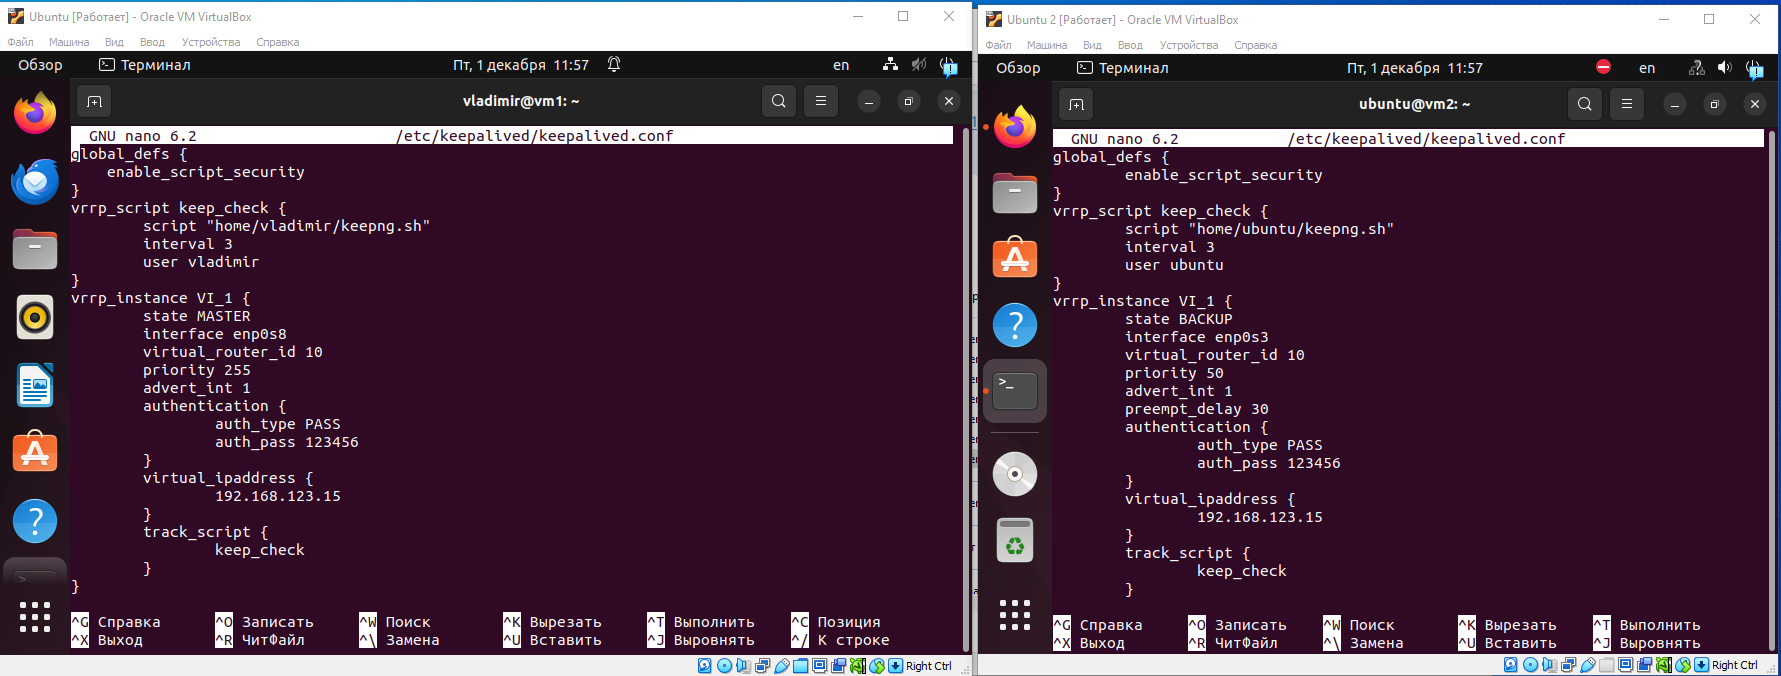 Ubuntu [Работает] - Oracle VM VirtualBox
Файл Машина Вид Ввод Устройства Справка
Обзор Терминал Пт, 1 декабря 11:57 en
vladimir@vm1: ~
GNU nano 6.2 /etc/keepalived/keepalived.conf
global_defs {
enable_script_security
}
vrrp_script keep_check {
script "home/vladimir/keepng.sh"
interval 3
user vladimir
}
vrrp_instance VI_1 {
state MASTER
interface enp0s8
virtual_router_id 10
priority 255
advert_int 1
authentication {
auth_type PASS
auth_pass 123456
}
virtual_ipaddress {
192.168.123.15
}
track_script {
keep_check
}
}
^G Справка ^O Записать ^W Поиск ^K Вырезать ^T Выполнить ^C Позиция
^X Выход ^R ЧитФайл ^\ Замена ^U Вставить ^J Выровнять ^/ К строке
Right Ctrl
Ubuntu 2 [Работает] - Oracle VM VirtualBox
Файл Машина Вид Ввод Устройства Справка
Обзор Терминал Пт, 1 декабря 11:57 en
ubuntu@vm2: ~
GNU nano 6.2 /etc/keepalived/keepalived.conf
global_defs {
enable_script_security
}
vrrp_script keep_check {
script "home/ubuntu/keepng.sh"
interval 3
user ubuntu
}
vrrp_instance VI_1 {
state BACKUP
interface enp0s3
virtual_router_id 10
priority 50
advert_int 1
preempt_delay 30
authentication {
auth_type PASS
auth_pass 123456
}
virtual_ipaddress {
192.168.123.15
}
track_script {
keep_check
}
^G Справка ^O Записать ^W Поиск ^K Вырезать ^T Выполнить
^X Выход ^R ЧитФайл ^\ Замена ^U Вставить ^J Выровнять
Right Ctrl